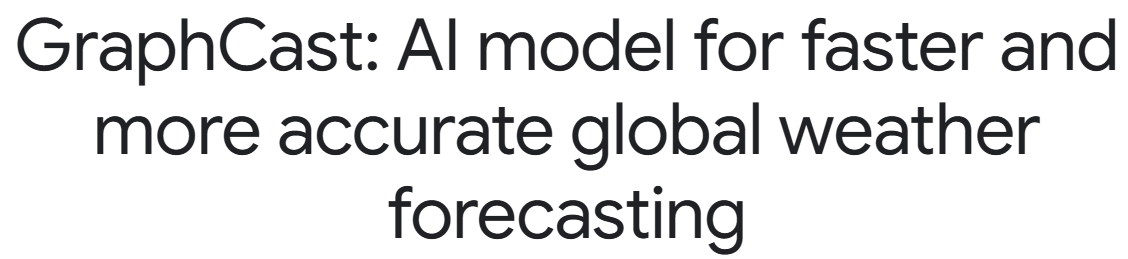 GraphCast: AI model for faster and
more accurate global weather
forecasting